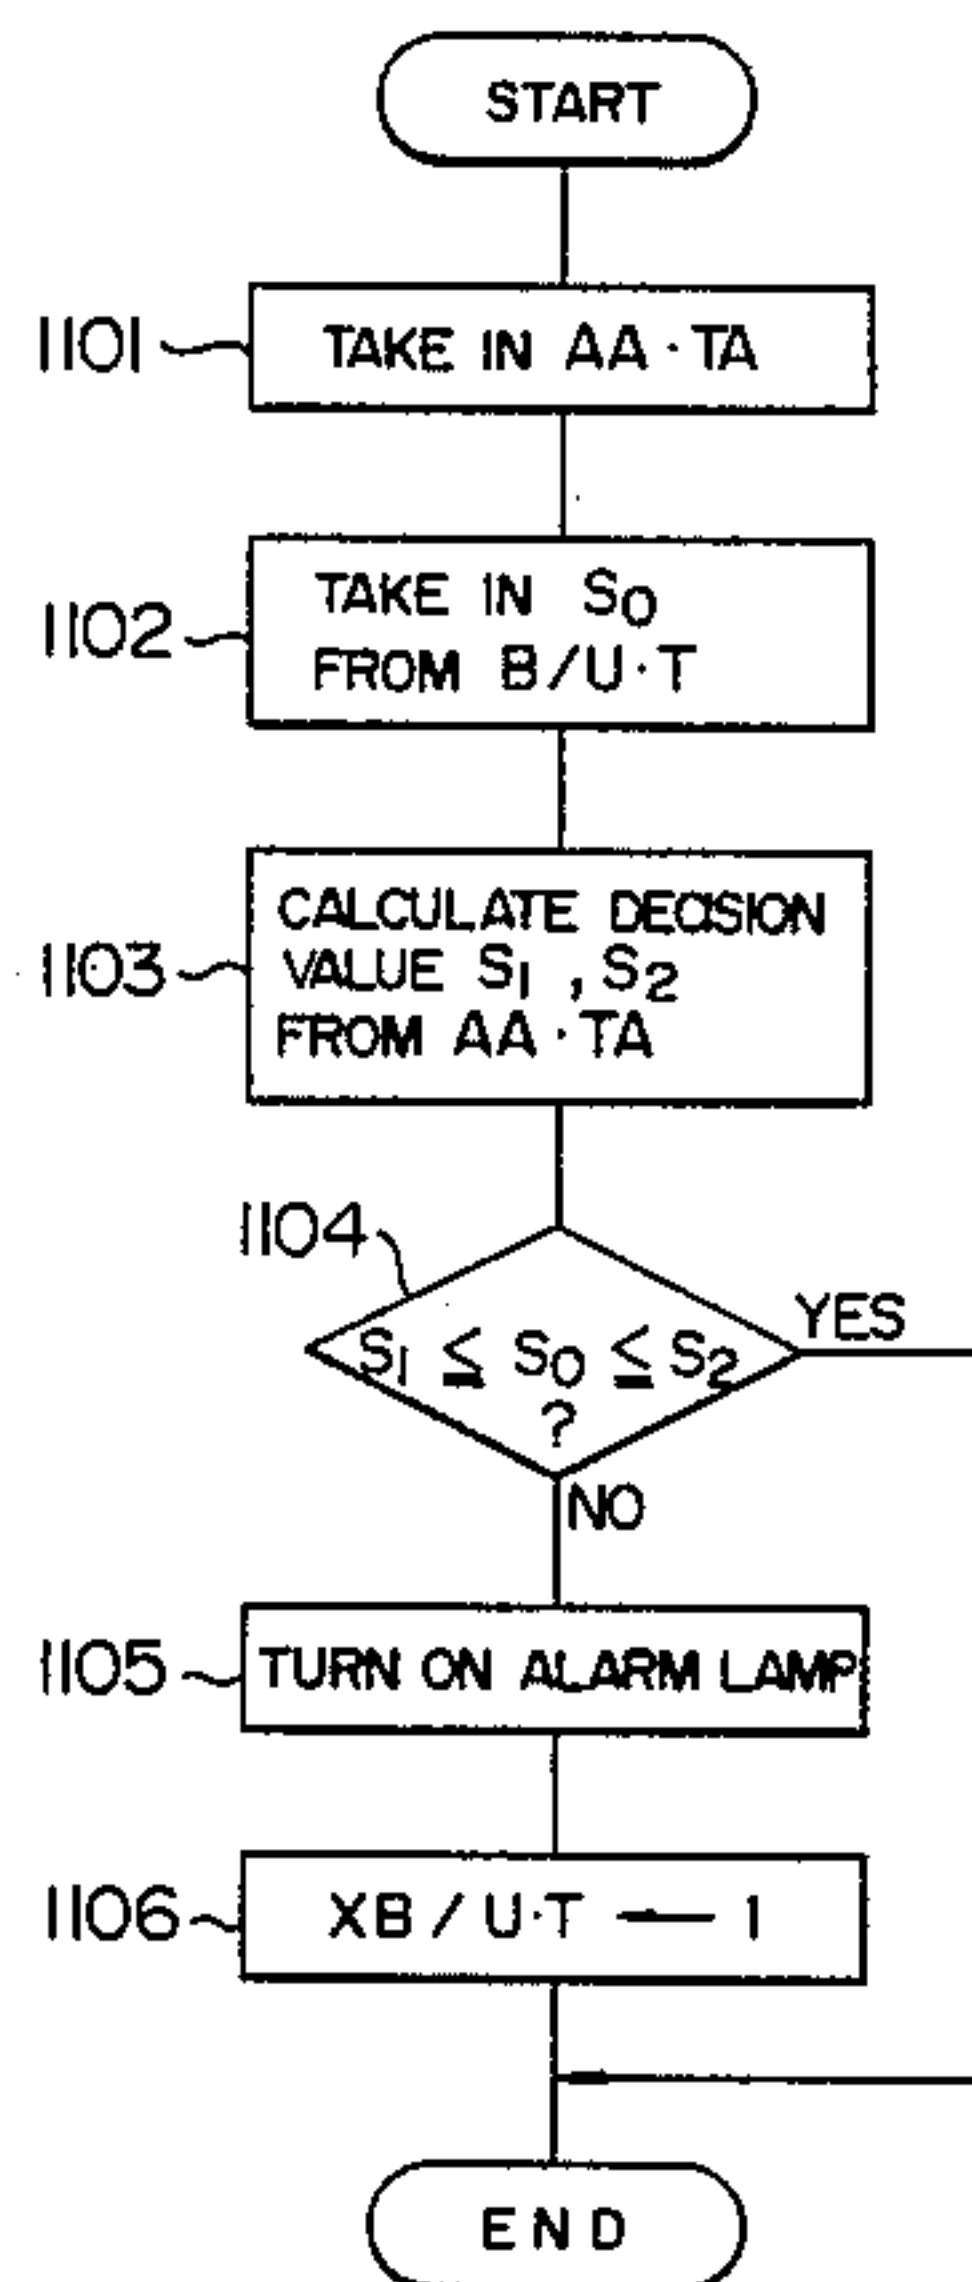 START
1101
TAKE IN AA·TA
1102
TAKE IN S0
FROM B/U·T
1103
CALCULATE DECISION
VALUE S1, S2
FROM AA·TA
1104
S1 ≦ S0 ≦ S2
?
YES
NO
1105
TURN ON ALARM LAMP
1106
XB/U·T ← 1
END